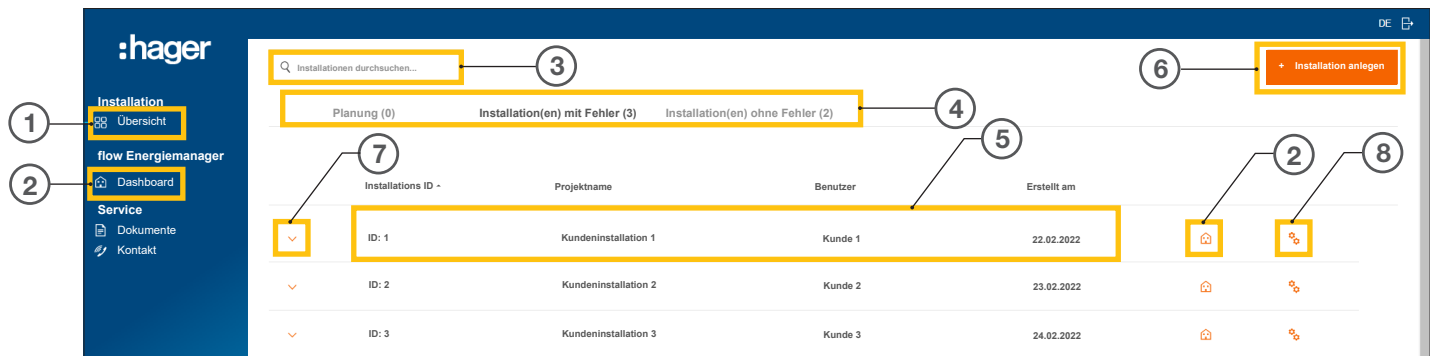 DE
:hager
Installationen durchsuchen...
3
6
+ Installation anlegen
Installation
1
Übersicht
Planung (0) Installation(en) mit Fehler (3) Installation(en) ohne Fehler (2)
4
5
flow Energiemanager
7
2
8
2
Dashboard
Installations ID Projektname Benutzer Erstellt am
Service
Dokumente
Kontakt
ID: 1 Kundeninstallation 1 Kunde 1 22.02.2022
ID: 2 Kundeninstallation 2 Kunde 2 23.02.2022
ID: 3 Kundeninstallation 3 Kunde 3 24.02.2022